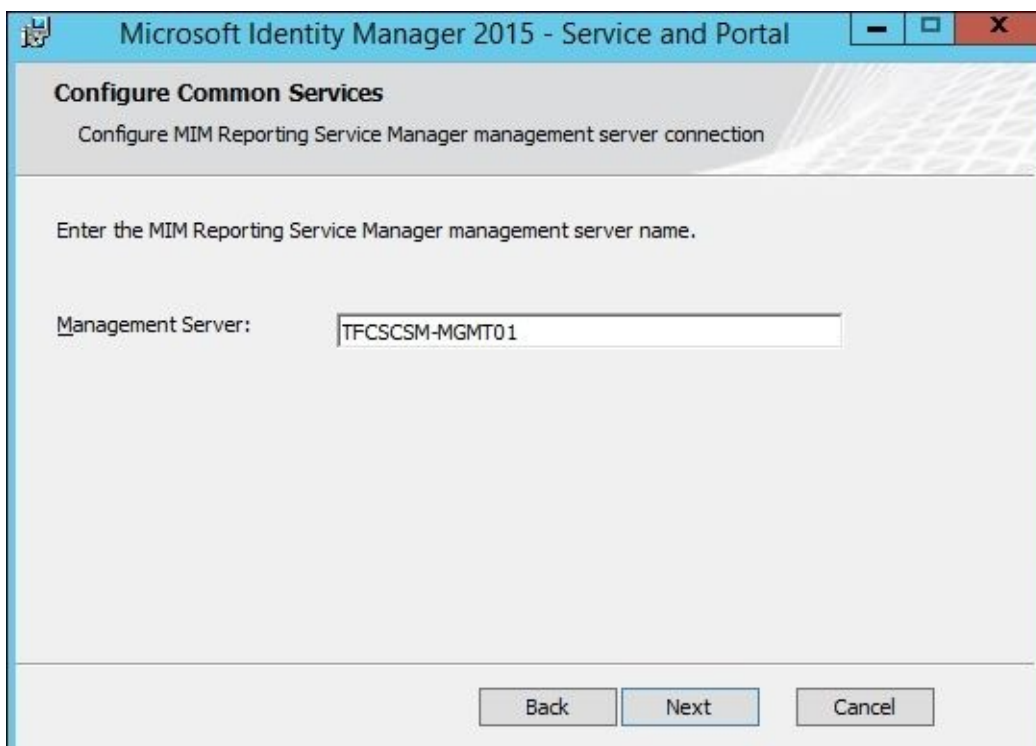 Microsoft Identity Manager 2015 - Service and Portal
Configure Common Services
Configure MIM Reporting Service Manager management server connection
Enter the MIM Reporting Service Manager management server name.
Management Server: TFCSCSM-MGMT01
Back Next Cancel